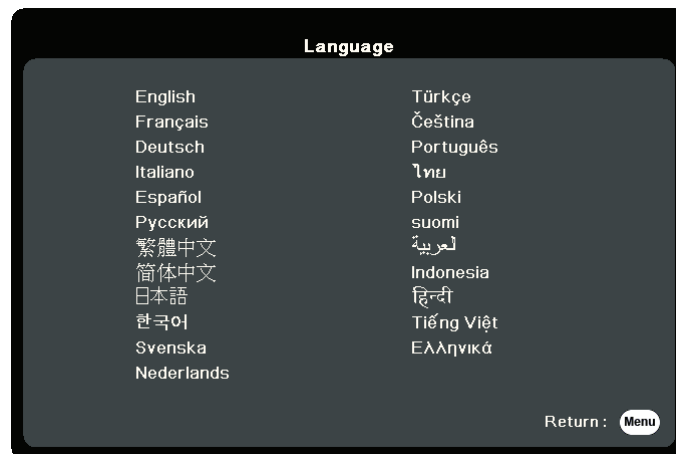 Language
English
Français
Deutsch
Italiano
Español
Русский
繁體中文
简体中文
日本語
한국어
Svenska
Nederlands
Türkçe
Čeština
Português
ไทย
Polski
suomi
لعربية
Indonesia
हिन्दी
Tiếng Việt
Ελληνικά
Return : Menu